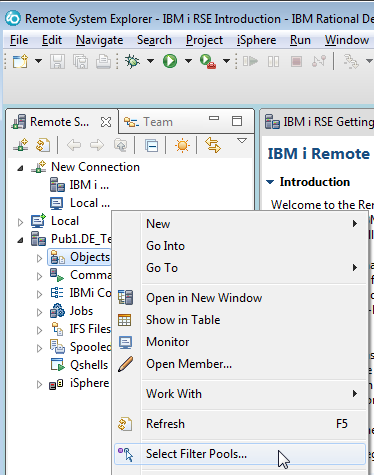 Remote System Explorer - IBM i RSE Introduction - IBM Rational De
File Edit Navigate Search Project iSphere Run Window
Remote S... Team
IBM i RSE Getting
New Connection
IBM i ...
Local ...
Local
Pub1.DE_Te
Objects
Comma
IBMi Co
Jobs
IFS Files
Spooled
Qshells
iSphere
IBM i Remote
Introduction
Welcome to the Rem
New
Go Into
Go To
Open in New Window
Show in Table
Monitor
Open Member...
Work With
Refresh F5
Select Filter Pools...